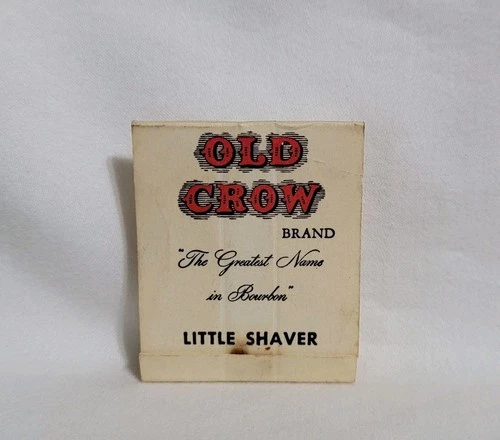 OLD
CROW
BRAND
"The Greatest Name
in Bourbon"
LITTLE SHAVER